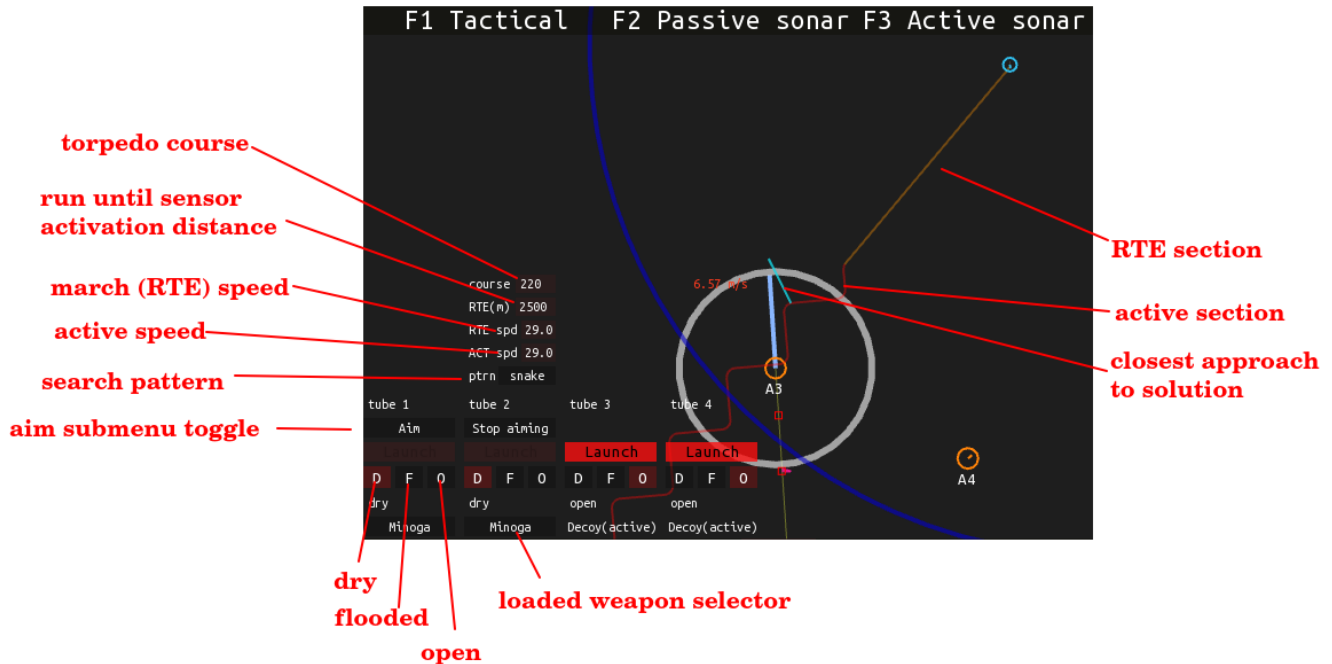 F1 Tactical F2 Passive sonar F3 Active sonar
torpedo course
run until sensor
activation distance
march (RTE) speed
active speed
search pattern
aim submenu toggle
course 220
RTE(m) 2500
RTE spd 29.0
ACT spd 29.0
ptrn snake
6.57 m/s
A3
A4
RTE section
active section
closest approach
to solution
tube 1 tube 2 tube 3 tube 4
Aim Stop aiming
Launch Launch Launch Launch
D F O D F O D F O D F O
dry dry open open
Minoga Minoga Decoy(active) Decoy(active)
dry
flooded
open
loaded weapon selector